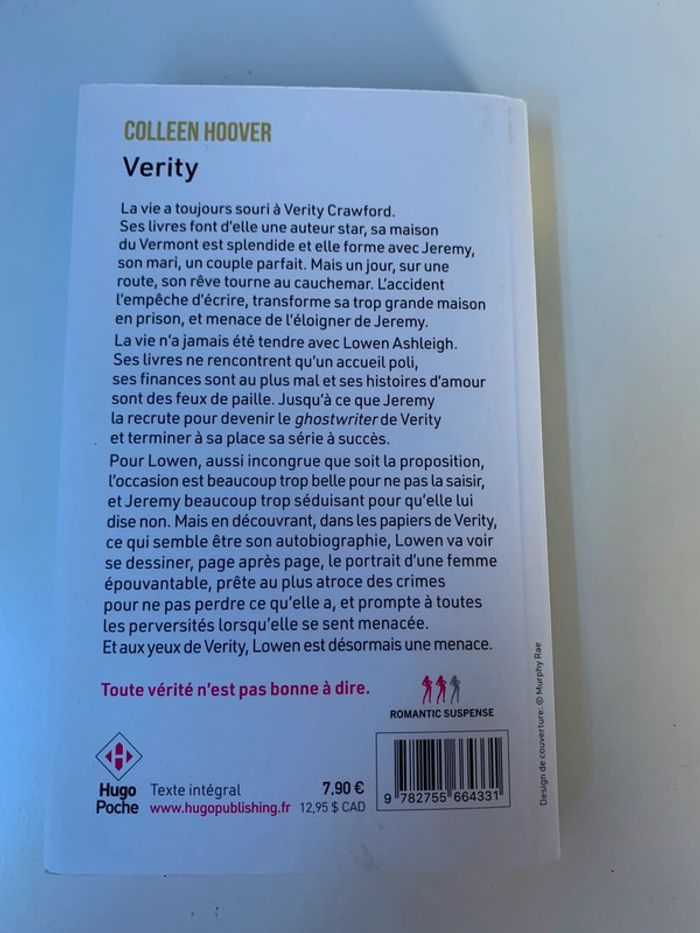 COLLEEN HOOVER
Verity
La vie a toujours souri à Verity Crawford.
Ses livres font d'elle une auteur star, sa maison
du Vermont est splendide et elle forme avec Jeremy,
son mari, un couple parfait. Mais un jour, sur une
route, son rêve tourne au cauchemar. L'accident
l'empêche d'écrire, transforme sa trop grande maison
en prison, et menace de l'éloigner de Jeremy.
La vie n'a jamais été tendre avec Lowen Ashleigh.
Ses livres ne rencontrent qu'un accueil poli,
ses finances sont au plus mal et ses histoires d'amour
sont des feux de paille. Jusqu'à ce que Jeremy
la recrute pour devenir le ghostwriter de Verity
et terminer à sa place sa série à succès.
Pour Lowen, aussi incongrue que soit la proposition,
l'occasion est beaucoup trop belle pour ne pas la saisir,
et Jeremy beaucoup trop séduisant pour qu'elle lui
dise non. Mais en découvrant, dans les papiers de Verity,
ce qui semble être son autobiographie, Lowen va voir
se dessiner, page après page, le portrait d'une femme
épouvantable, prête au plus atroce des crimes
pour ne pas perdre ce qu'elle a, et prompte à toutes
les perversités lorsqu'elle se sent menacée.
Et aux yeux de Verity, Lowen est désormais une menace.
Toute vérité n'est pas bonne à dire.
ROMANTIC SUSPENSE
Hugo
Poche
Texte intégral
7,90 €
www.hugopublishing.fr
12,95 $ CAD
9 782755 664331
Design de couverture: © Murphy Rae